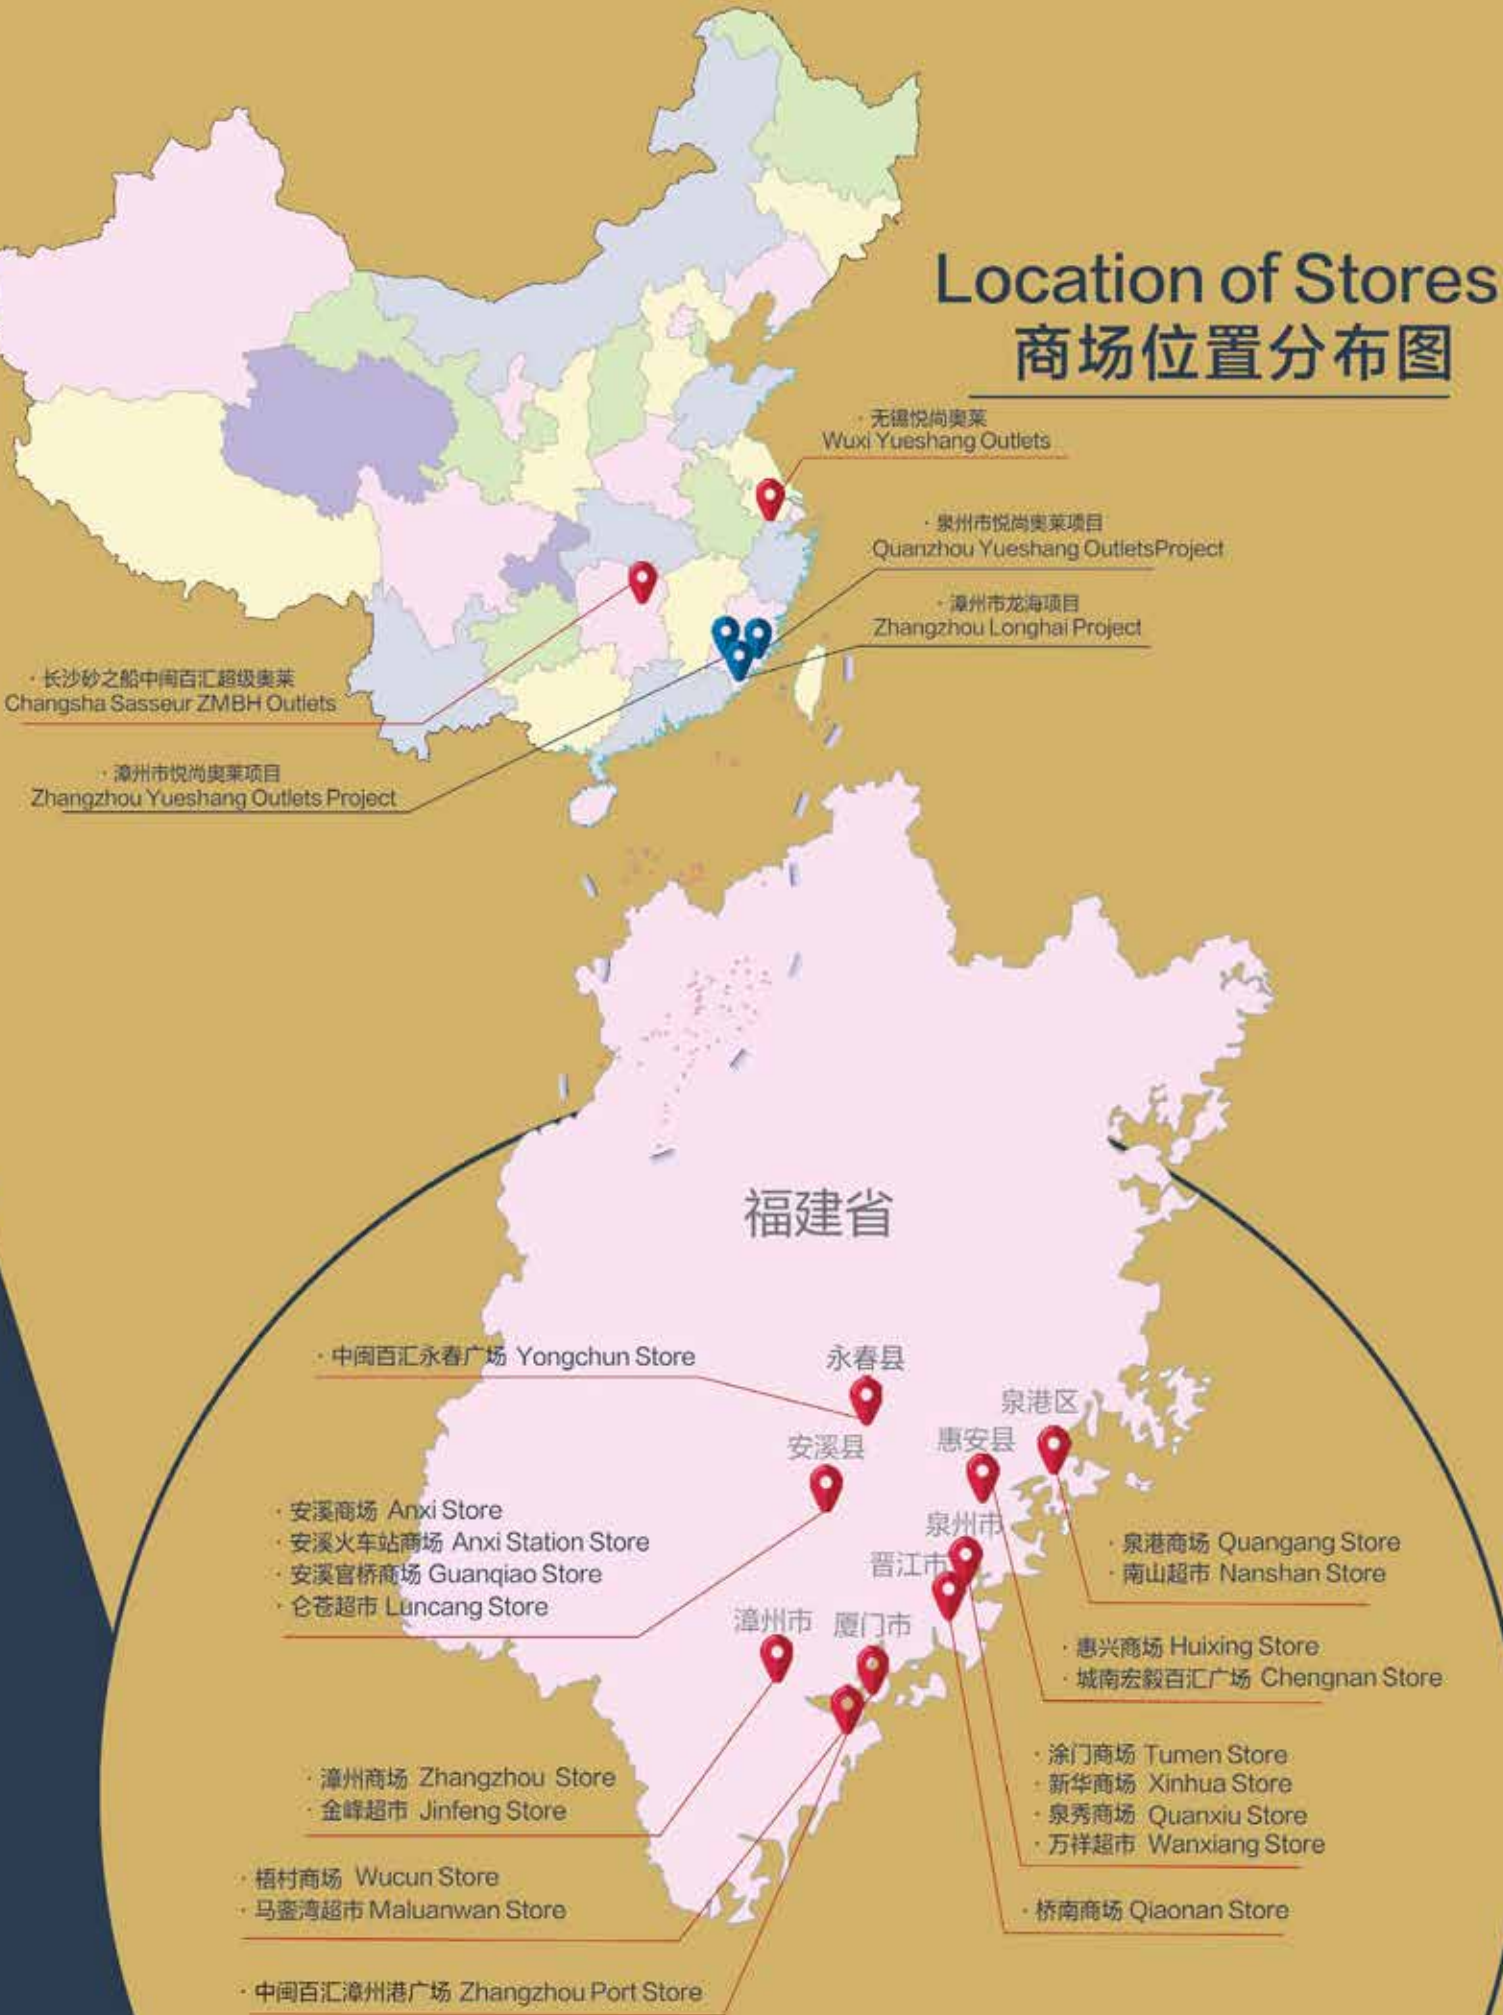 Location of Stores
商场位置分布图
· 无锡悦尚奥莱
Wuxi Yueshang Outlets
· 泉州市悦尚奥莱项目
Quanzhou Yueshang OutletsProject
· 漳州市龙海项目
Zhangzhou Longhai Project
· 长沙砂之船中闽百汇超级奥莱
Changsha Sasseur ZMBH Outlets
· 漳州市悦尚奥莱项目
Zhangzhou Yueshang Outlets Project
福建省
· 中闽百汇永春广场 Yongchun Store
永春县
泉港区
惠安县
安溪县
· 安溪商场 Anxi Store
· 安溪火车站商场 Anxi Station Store
· 安溪官桥商场 Guanqiao Store
· 仑苍超市 Luncang Store
泉州市
晋江市
· 泉港商场 Quangang Store
· 南山超市 Nanshan Store
漳州市
厦门市
· 惠兴商场 Huixing Store
· 城南宏毅百汇广场 Chengnan Store
· 漳州商场 Zhangzhou Store
· 金峰超市 Jinfeng Store
· 涂门商场 Tumen Store
· 新华商场 Xinhua Store
· 泉秀商场 Quanxiu Store
· 万祥超市 Wanxiang Store
· 梧村商场 Wucun Store
· 马銮湾超市 Maluanwan Store
· 桥南商场 Qiaonan Store
· 中闽百汇漳州港广场 Zhangzhou Port Store